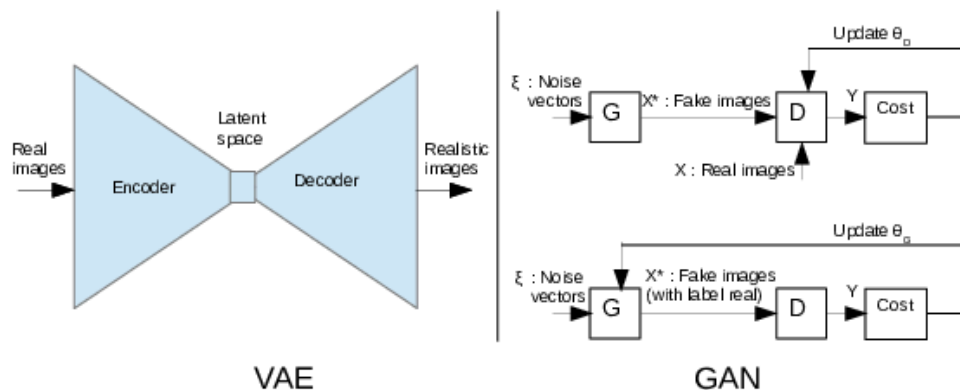 Real
images
Encoder
Latent
space
Decoder
Realistic
images
VAE
Update θD
ξ : Noise
vectors
G
X* : Fake images
D
Y
Cost
X : Real images
Update θG
ξ : Noise
vectors
G
X* : Fake images
(with label real)
D
Y
Cost
GAN